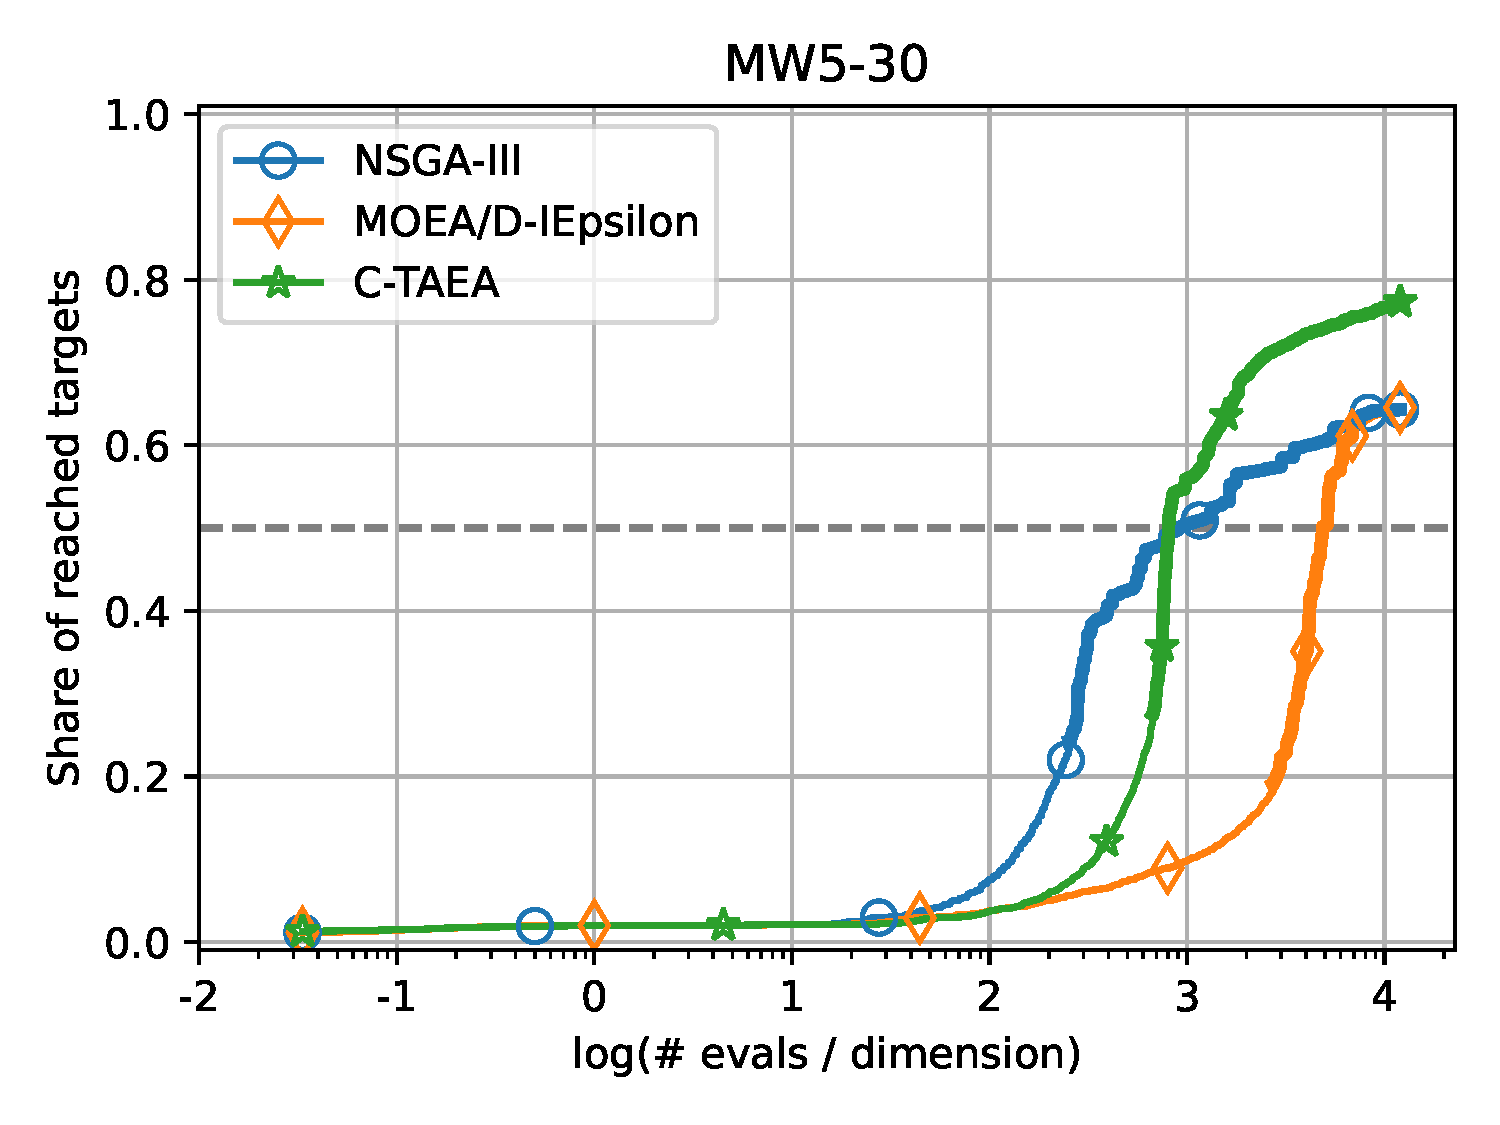 MW5-30
1.0
0.8
0.6
0.4
0.2
0.0
Share of reached targets
NSGA-III
MOEA/D-IEpsilon
C-TAEA
-2 -1 0 1 2 3 4
log(# evals / dimension)